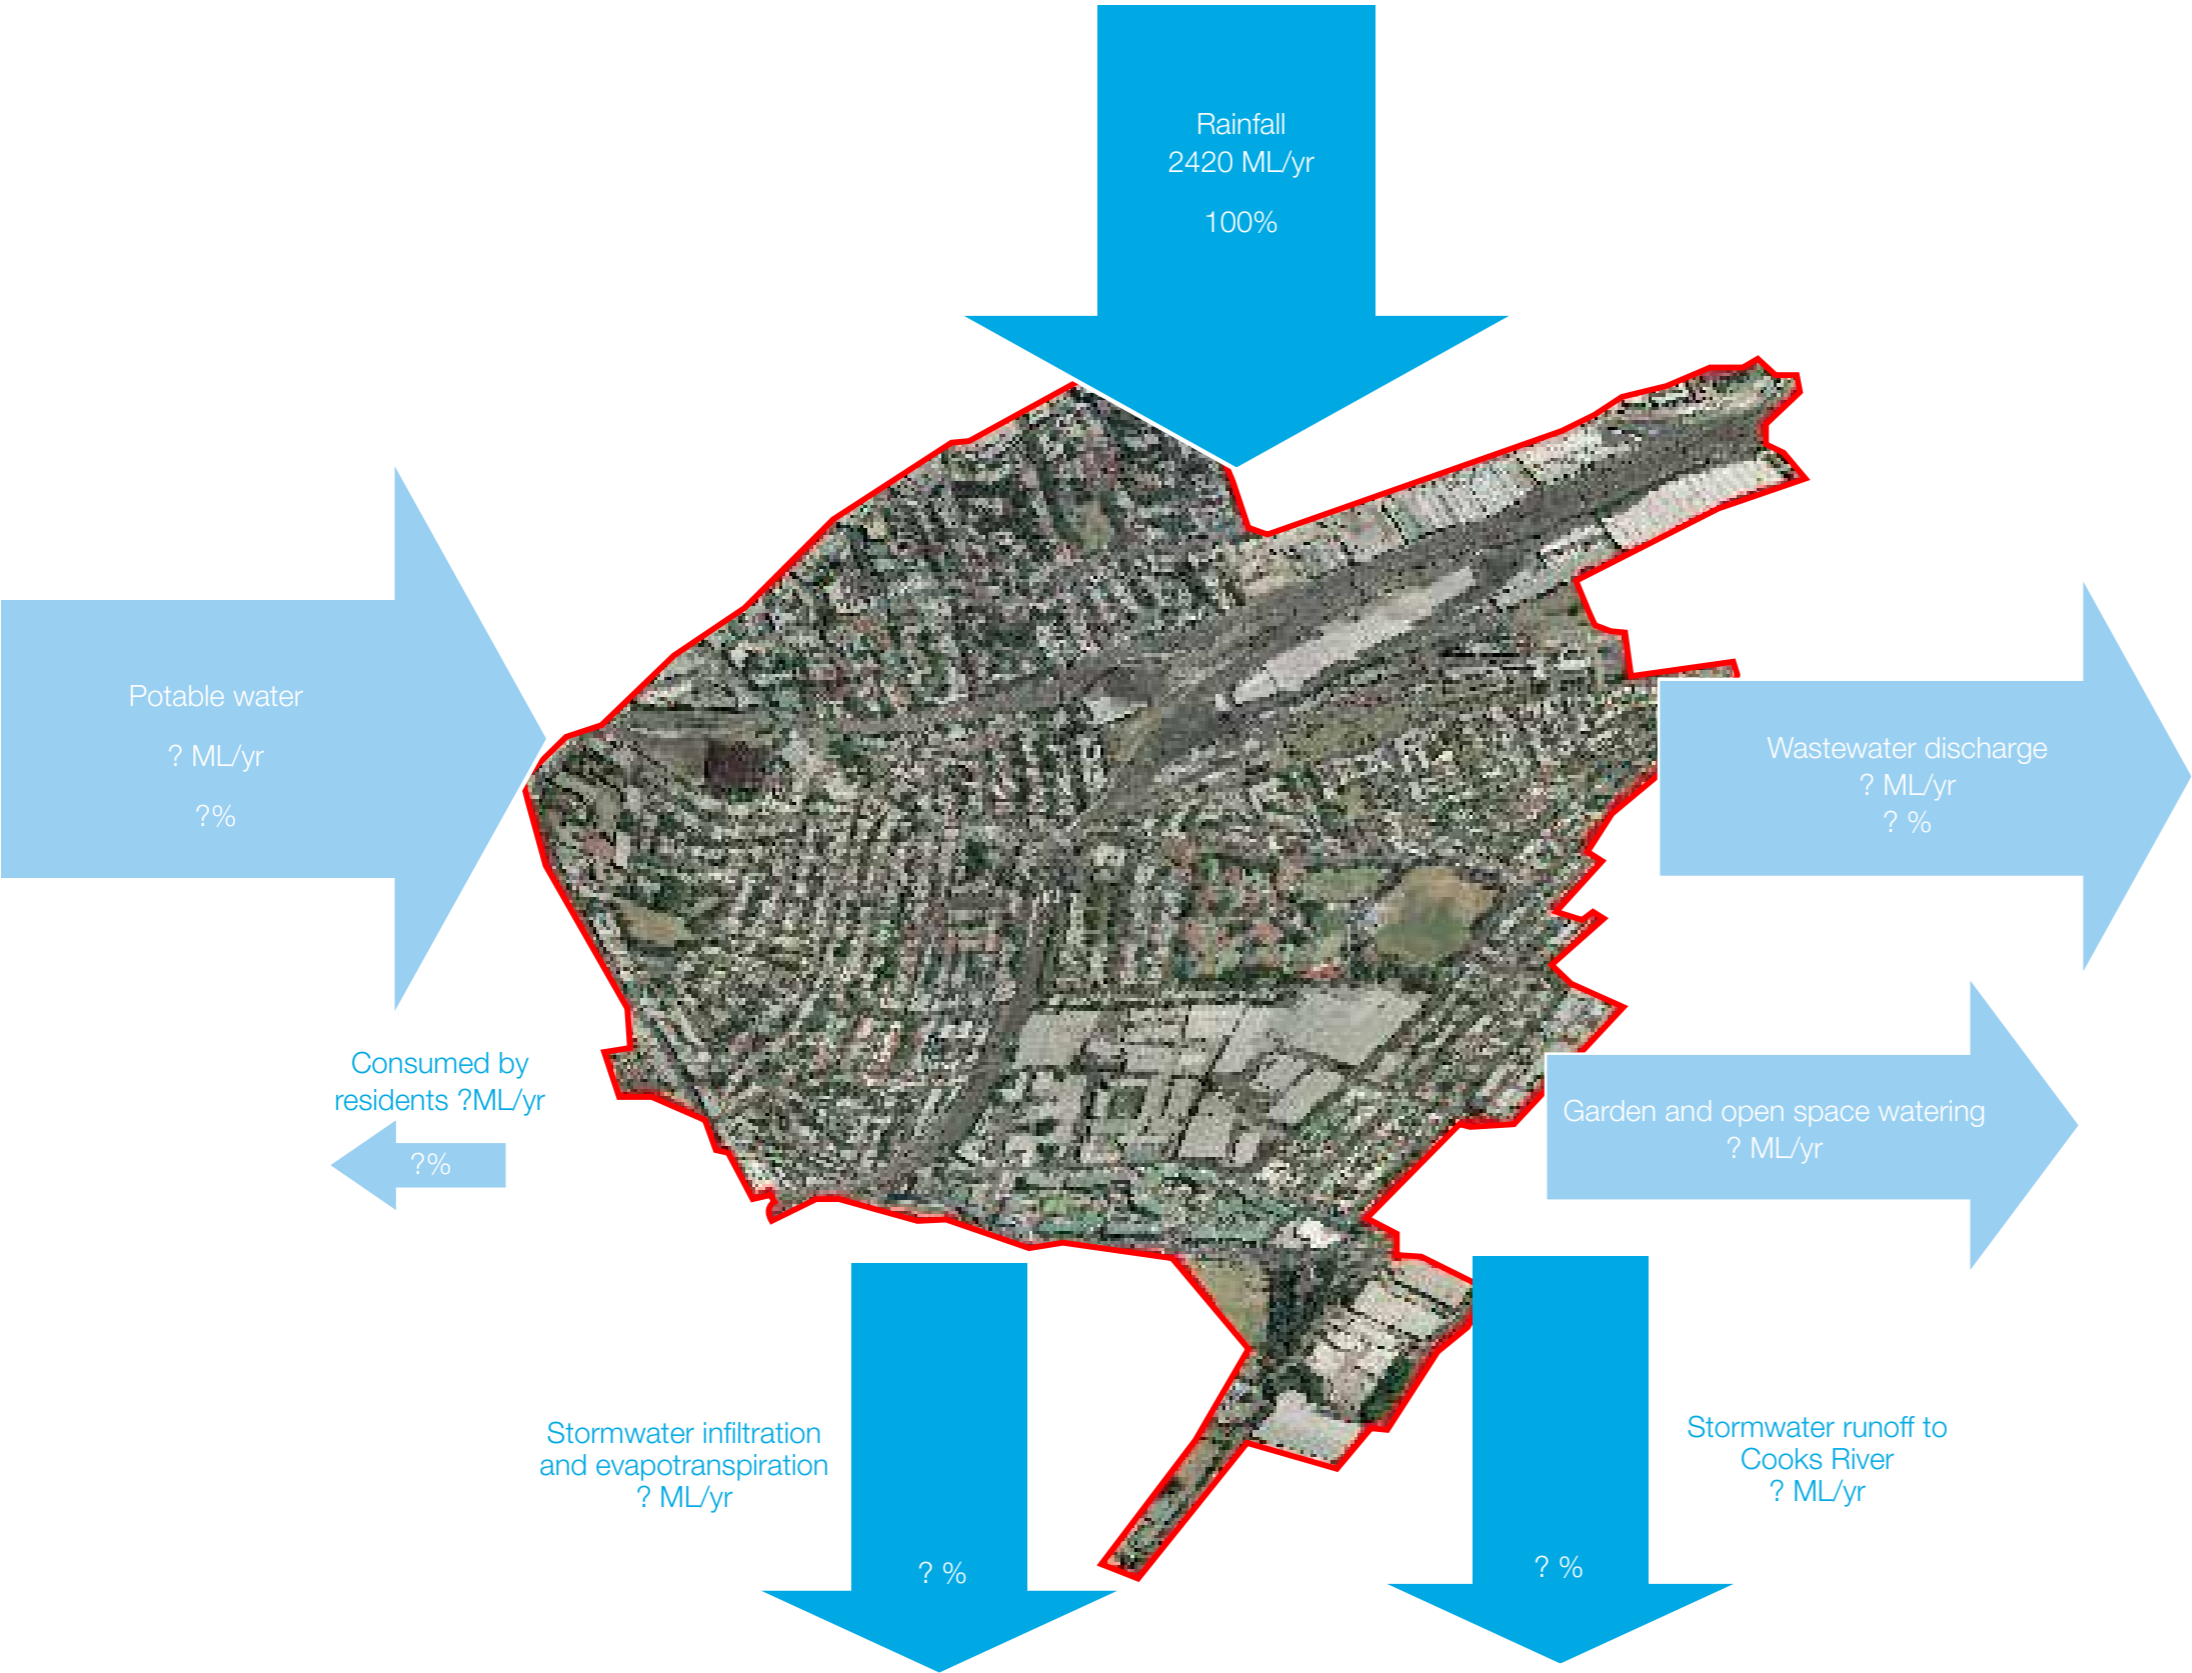 Rainfall
2420 ML/yr
100%
Potable water
? ML/yr
?%
Wastewater discharge
? ML/yr
? %
Consumed by
residents ?ML/yr
?%
Garden and open space watering
? ML/yr
Stormwater infiltration
and evapotranspiration
? ML/yr
? %
Stormwater runoff to
Cooks River
? ML/yr
? %